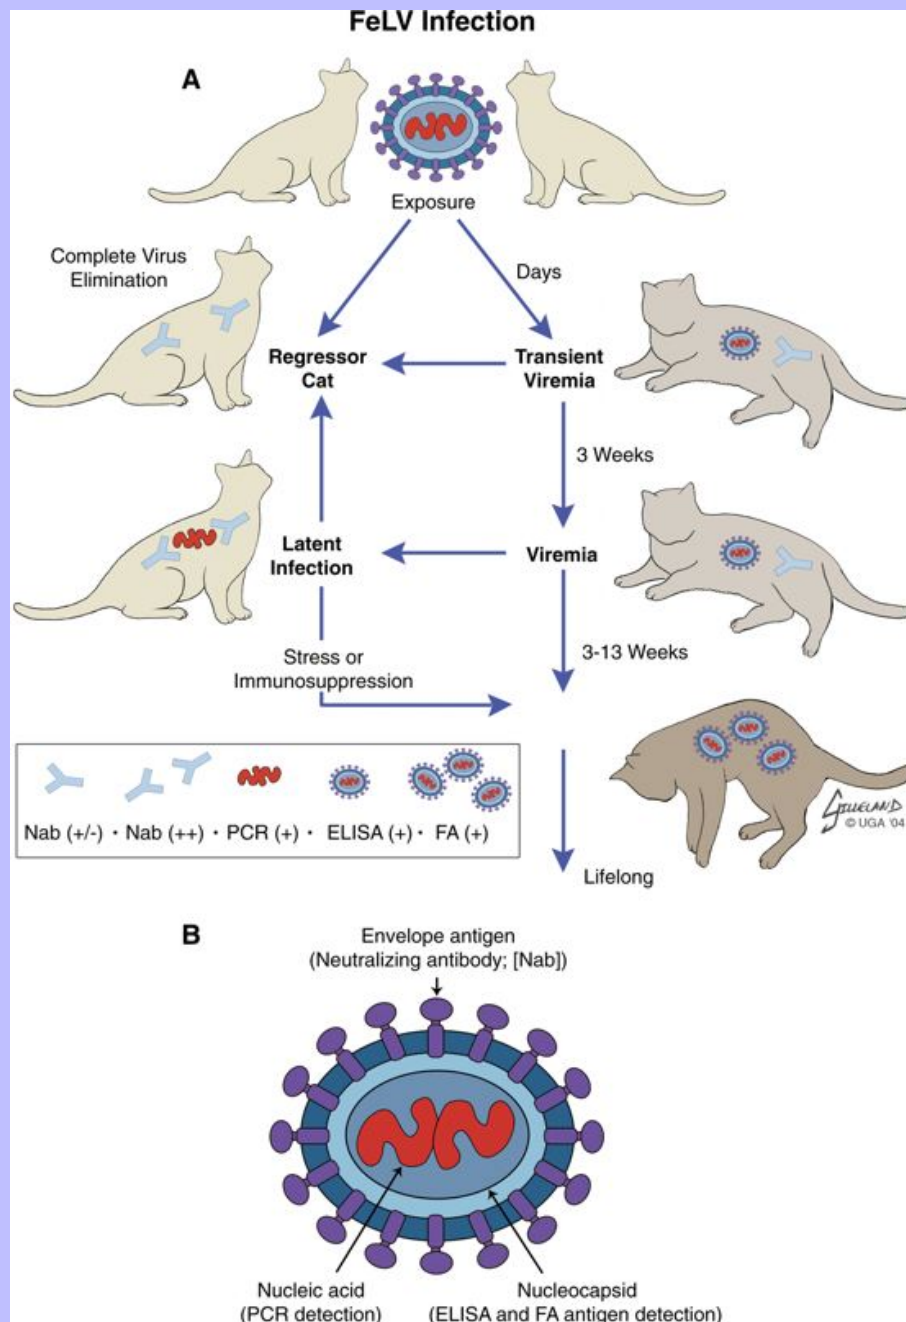 FeLV Infection
A
Exposure
Complete Virus
Elimination
Days
Regressor
Cat
Transient
Viremia
3 Weeks
Latent
Infection
Viremia
3-13 Weeks
Stress or
Immunosuppression
Nab (+/-) · Nab (++) · PCR (+) · ELISA (+) · FA (+)
GILLELAND
© UGA '04
Lifelong
B
Envelope antigen
(Neutralizing antibody; [Nab])
Nucleic acid
(PCR detection)
Nucleocapsid
(ELISA and FA antigen detection)